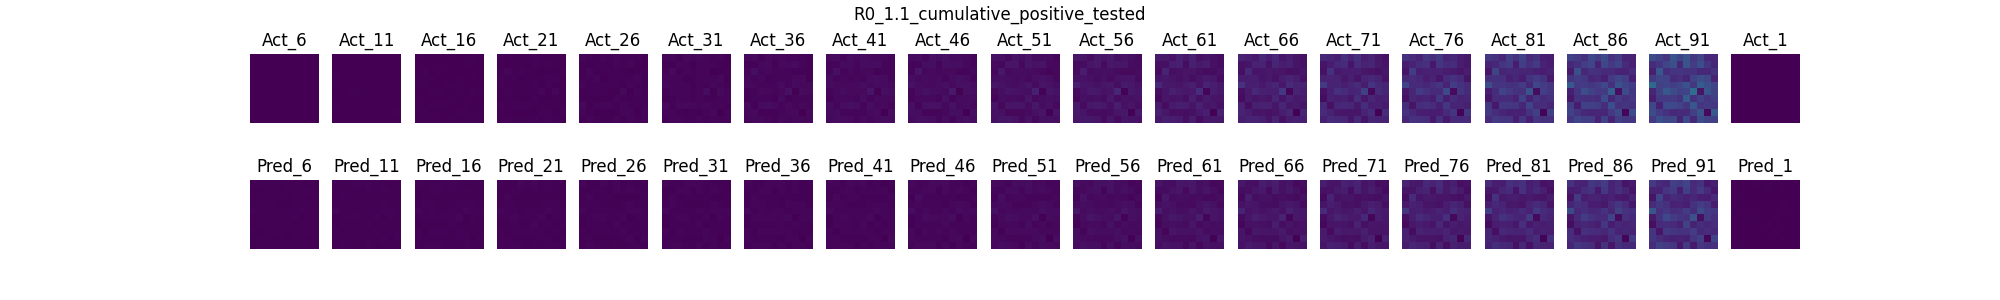 R0_1.1_cumulative_positive_tested
Act_6 Act_11 Act_16 Act_21 Act_26 Act_31 Act_36 Act_41 Act_46 Act_51 Act_56 Act_61 Act_66 Act_71 Act_76 Act_81 Act_86 Act_91 Act_1
Pred_6 Pred_11 Pred_16 Pred_21 Pred_26 Pred_31 Pred_36 Pred_41 Pred_46 Pred_51 Pred_56 Pred_61 Pred_66 Pred_71 Pred_76 Pred_81 Pred_86 Pred_91 Pred_1